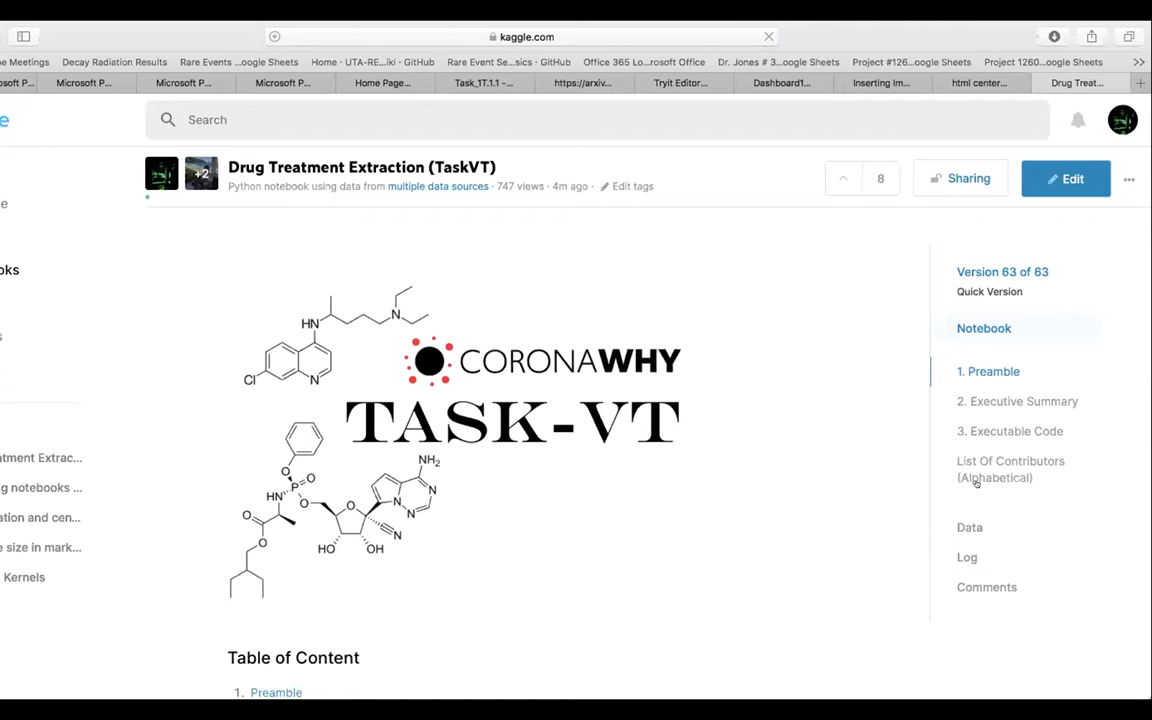 kaggle.com
pe Meetings Decay Radiation Results Rare Events ...oogle Sheets Home · UTA-RE...iki · GitHub Rare Event Se...sics · GitHub Office 365 Lo...rosoft Office Dr. Jones # 3...oogle Sheets Project #126...oogle Sheets Project 1260...oogle Sheets >>
osoft P... Microsoft P... Microsoft P... Microsoft P... Home Page... Task_1T.1.1 -... https://arxiv... Tryit Editor... Dashboard1... Inserting Im... html center... Drug Treat... +
e Search
+2 Drug Treatment Extraction (TaskVT)
Python notebook using data from multiple data sources · 747 views · 4m ago · Edit tags
8 Sharing Edit ...
e
oks
s
tment Extrac...
g notebooks ...
ation and cen...
e size in mark...
Kernels
HN
N
Cl
N
CORONAWHY
TASK-VT
NH2
O
P
O
HN
O
O
N
N
N
O
O
N
HO
OH
Table of Content
1. Preamble
Version 63 of 63
Quick Version
Notebook
1. Preamble
2. Executive Summary
3. Executable Code
List Of Contributors
(Alphabetical)
Data
Log
Comments